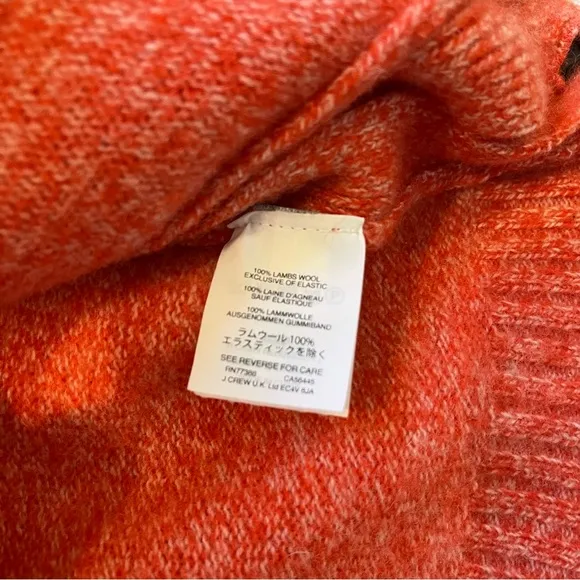 100% LAMBS WOOL
EXCLUSIVE OF ELASTIC
100% LAINE D'AGNEAU
SAUF ÉLASTIQUE
100% LAMMWOLLE
AUSGENOMMEN GUMMIBAND
ラムウール100%
エラスティックを除く
SEE REVERSE FOR CARE
RN77388 CA56445
J.CREW U.K. Ltd EC4V 6JA